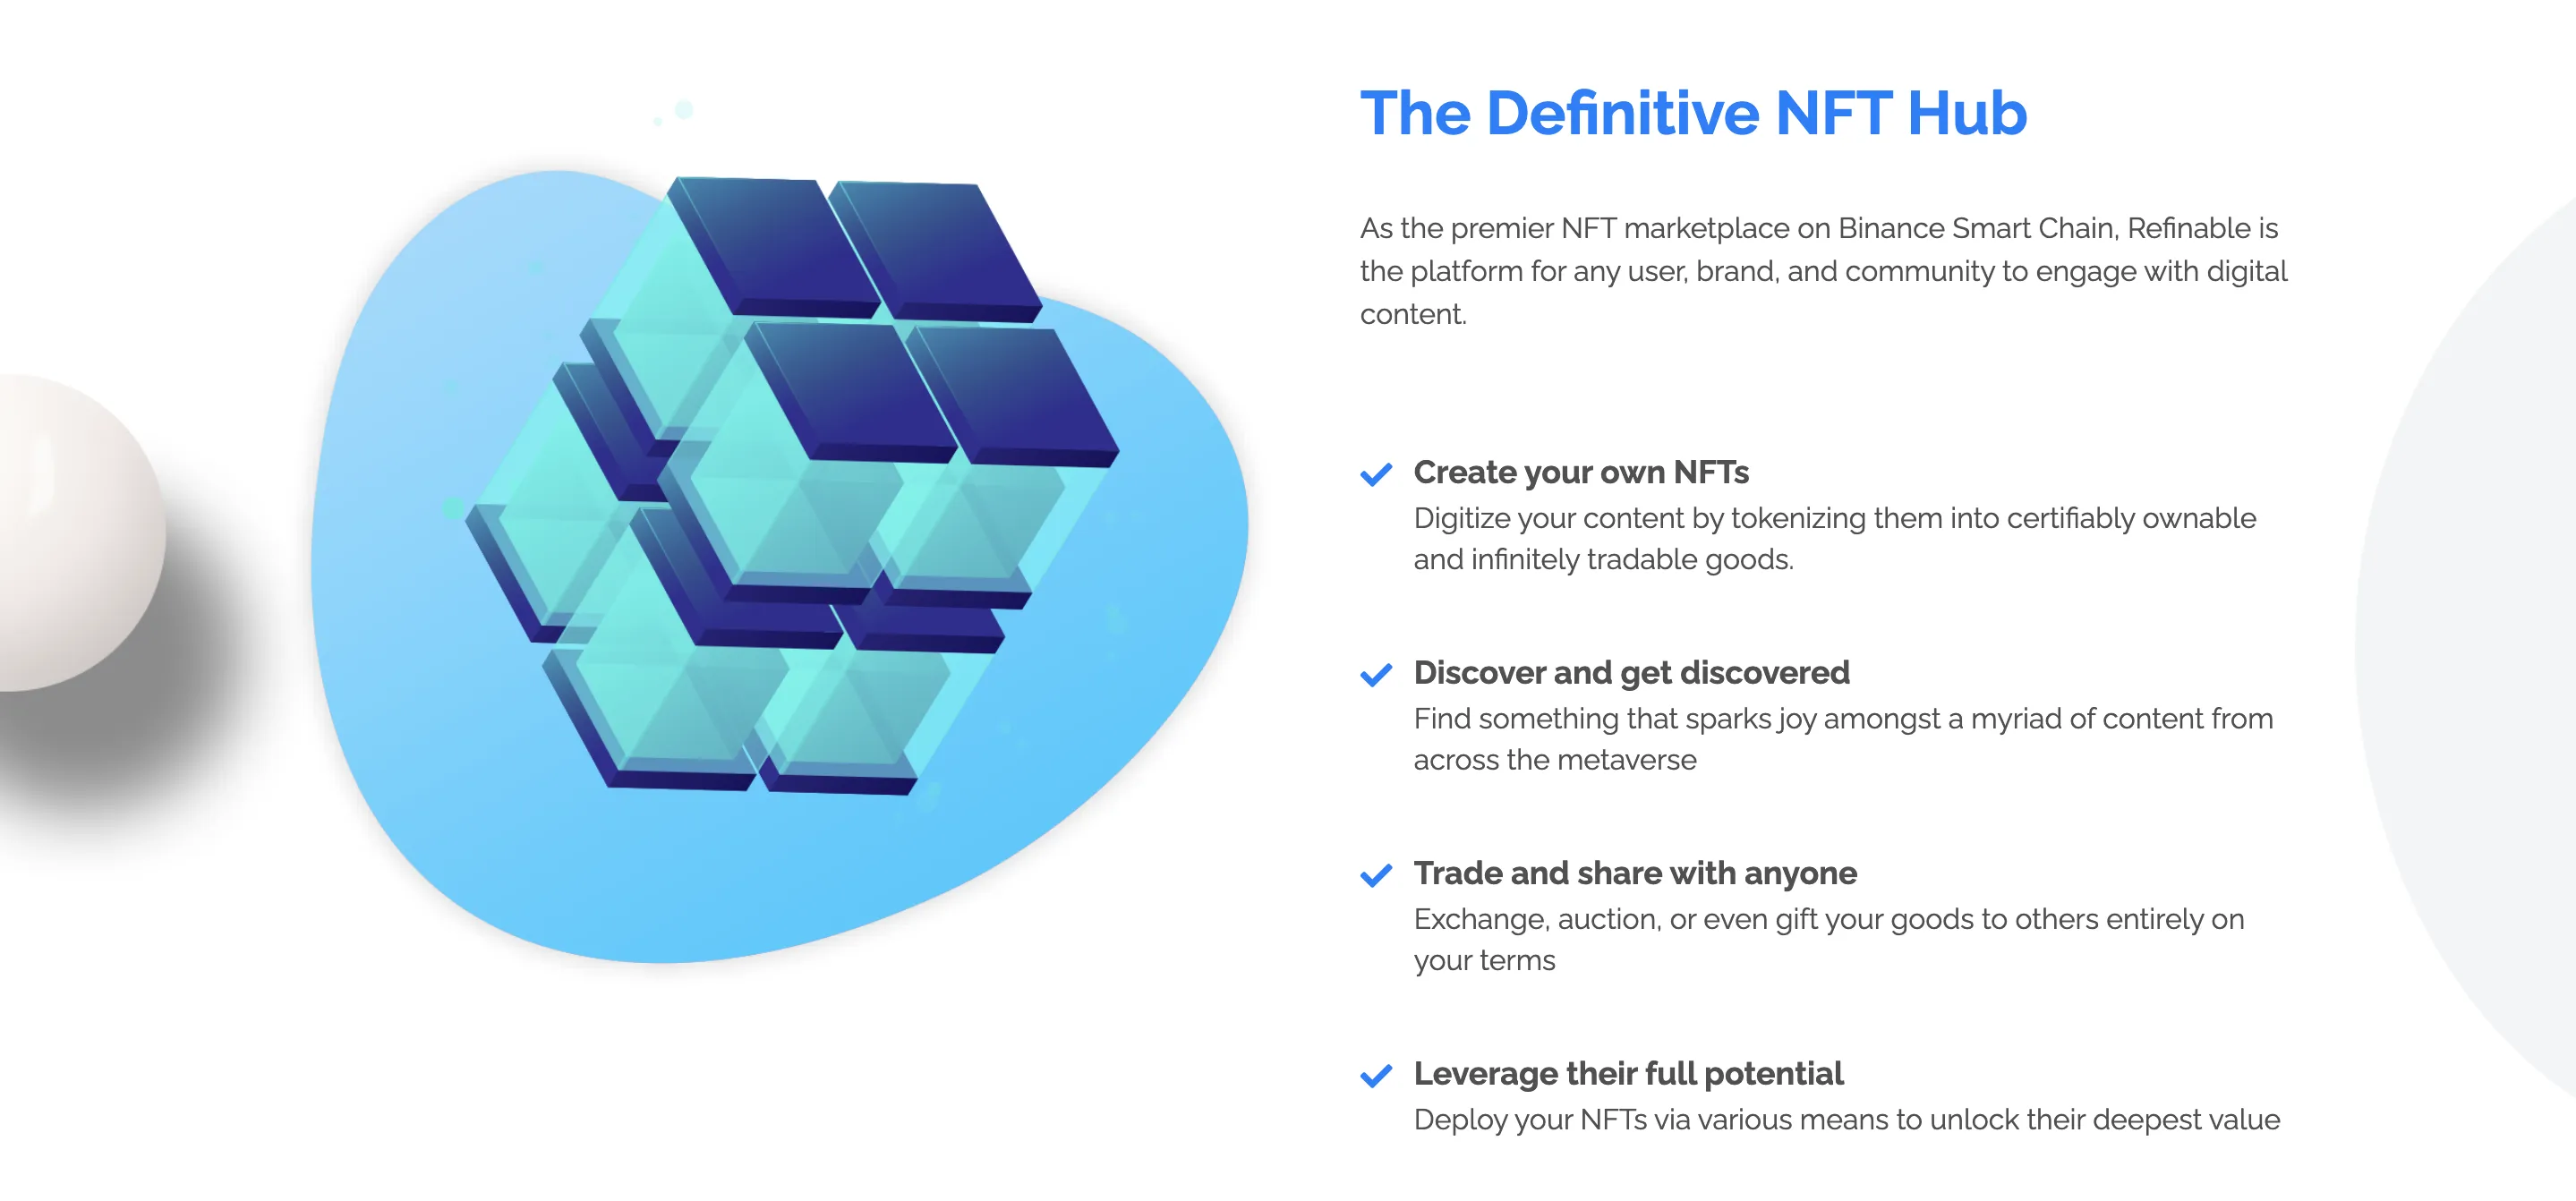 The Definitive NFT Hub
As the premier NFT marketplace on Binance Smart Chain, Refinable is
the platform for any user, brand, and community to engage with digital
content.
Create your own NFTs
Digitize your content by tokenizing them into certifiably ownable
and infinitely tradable goods.
Discover and get discovered
Find something that sparks joy amongst a myriad of content from
across the metaverse
Trade and share with anyone
Exchange, auction, or even gift your goods to others entirely on
your terms
Leverage their full potential
Deploy your NFTs via various means to unlock their deepest value